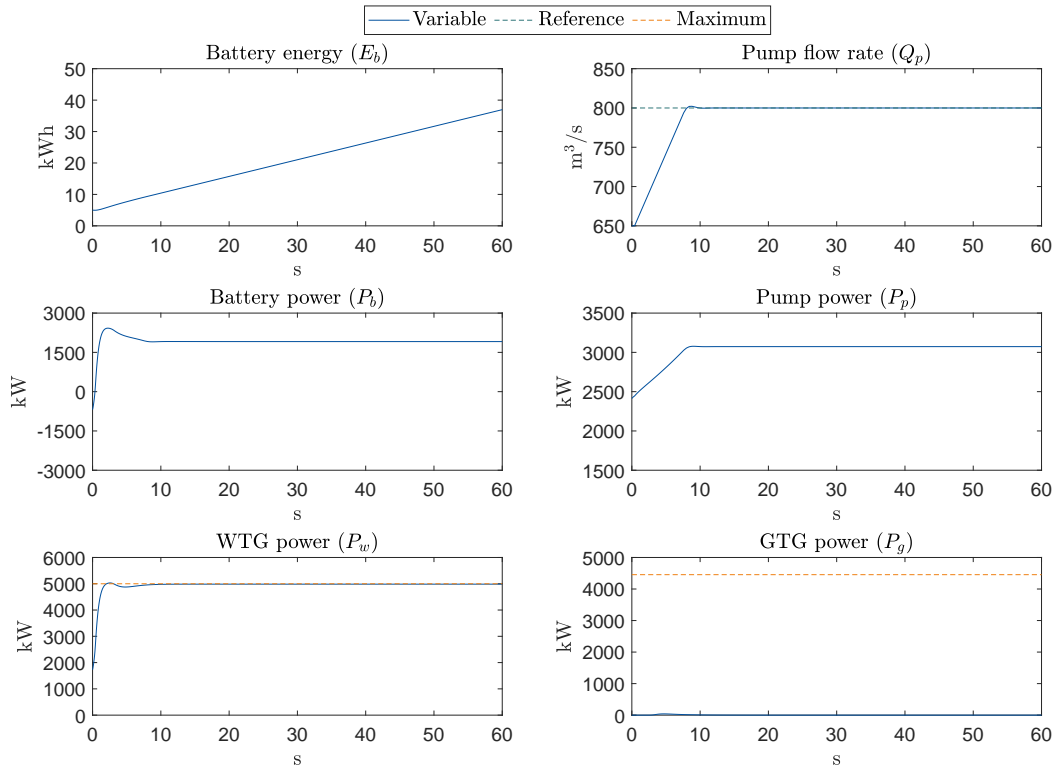 Variable Reference Maximum
Battery energy (E_b)
50
40
30
20
10
0
kWh
0 10 20 30 40 50 60
s
Pump flow rate (Q_p)
850
800
750
700
650
m³/s
0 10 20 30 40 50 60
s
Battery power (P_b)
3000
1500
0
-1500
-3000
kW
0 10 20 30 40 50 60
s
Pump power (P_p)
3500
3000
2500
2000
1500
kW
0 10 20 30 40 50 60
s
WTG power (P_w)
6000
5000
4000
3000
2000
1000
0
kW
0 10 20 30 40 50 60
s
GTG power (P_g)
5000
4000
3000
2000
1000
0
kW
0 10 20 30 40 50 60
s